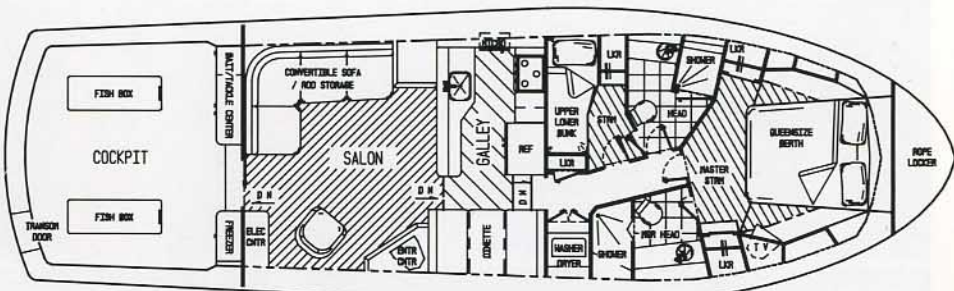 FISH BOX
COCKPIT
FISH BOX
TRANSOM
DOOR
BAIT/TACKLE CENTER
FREEZER
CONVERTIBLE SOFA
/ ROD STORAGE
SALON
DN
DN
ELEC
CNTR
ENTR
CNTR
GALLEY
REF
DN
DINETTE
UPPER
LOWER
BUNK
LKR
LKR
STRM
WASHER
DRYER
SHOWER
HEAD
SHOWER
LKR
MASTER
STRM
QUEENSIZE
BERTH
MSR HEAD
LKR
TV
ROPE
LOCKER